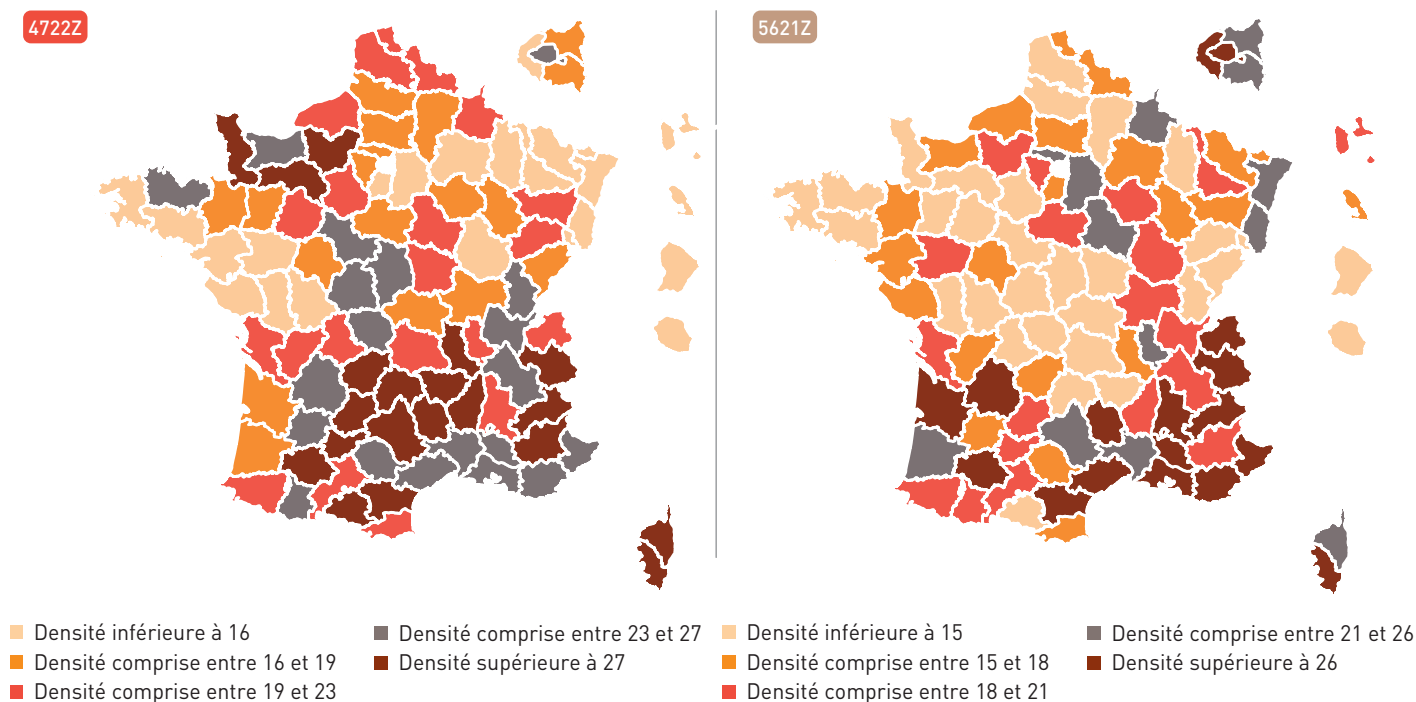 4722Z
5621Z
Densité inférieure à 16
Densité comprise entre 16 et 19
Densité comprise entre 19 et 23
Densité comprise entre 23 et 27
Densité supérieure à 27
Densité inférieure à 15
Densité comprise entre 15 et 18
Densité comprise entre 18 et 21
Densité comprise entre 21 et 26
Densité supérieure à 26